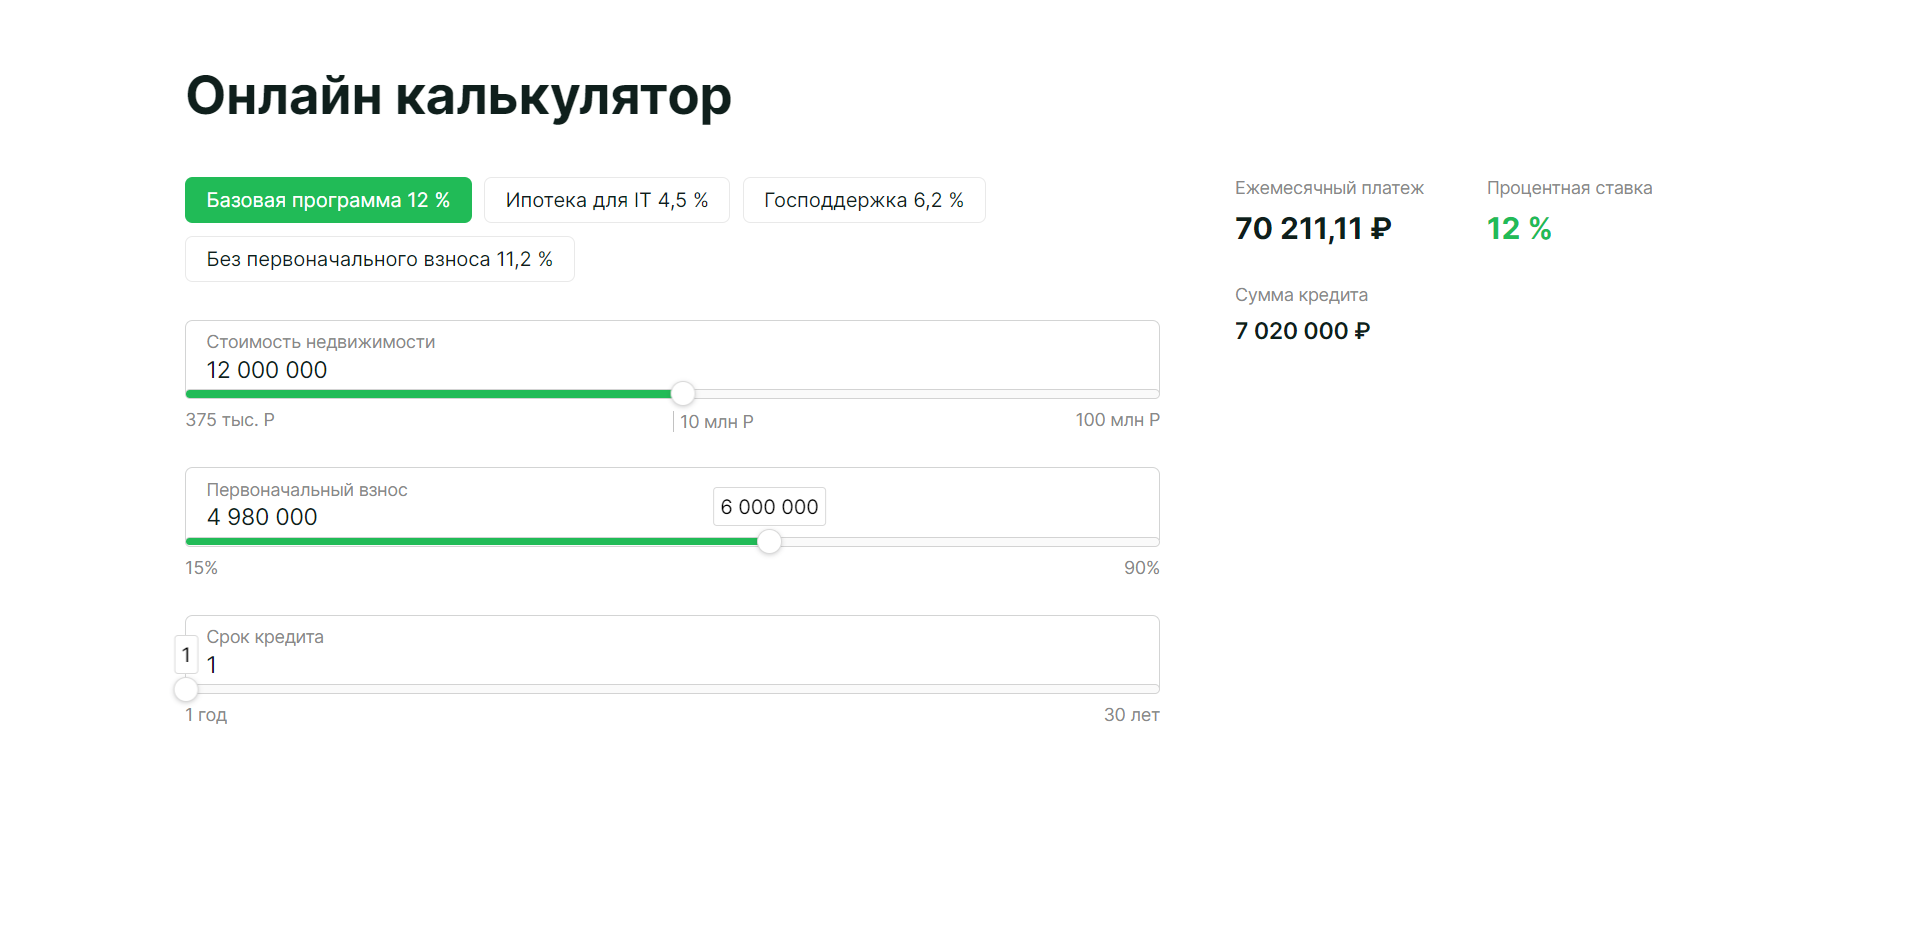 Онлайн калькулятор
Базовая программа 12 %
Ипотека для IT 4,5 %
Господдержка 6,2 %
Без первоначального взноса 11,2 %
Стоимость недвижимости
12 000 000
375 тыс. Р
10 млн Р
100 млн Р
Первоначальный взнос
4 980 000
6 000 000
15%
90%
Срок кредита
1
1
1 год
30 лет
Ежемесячный платеж
70 211,11 ₽
Процентная ставка
12 %
Сумма кредита
7 020 000 ₽